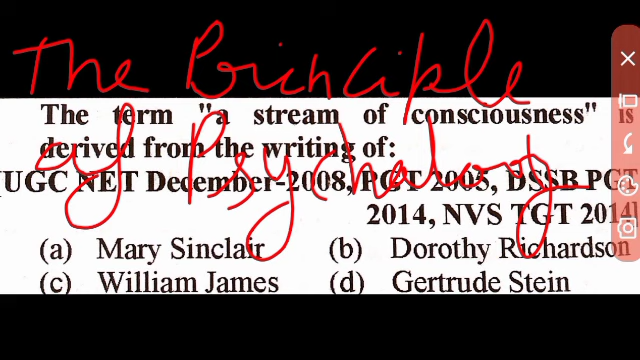 The Principle
The term "a stream of consciousness" is
of Psychology
derived from the writing of:
[UGC NET December-2008, PGT 2005, DSSB PGT
2014, NVS TGT 2014]
(a) Mary Sinclair (b) Dorothy Richardson
(c) William James (d) Gertrude Stein